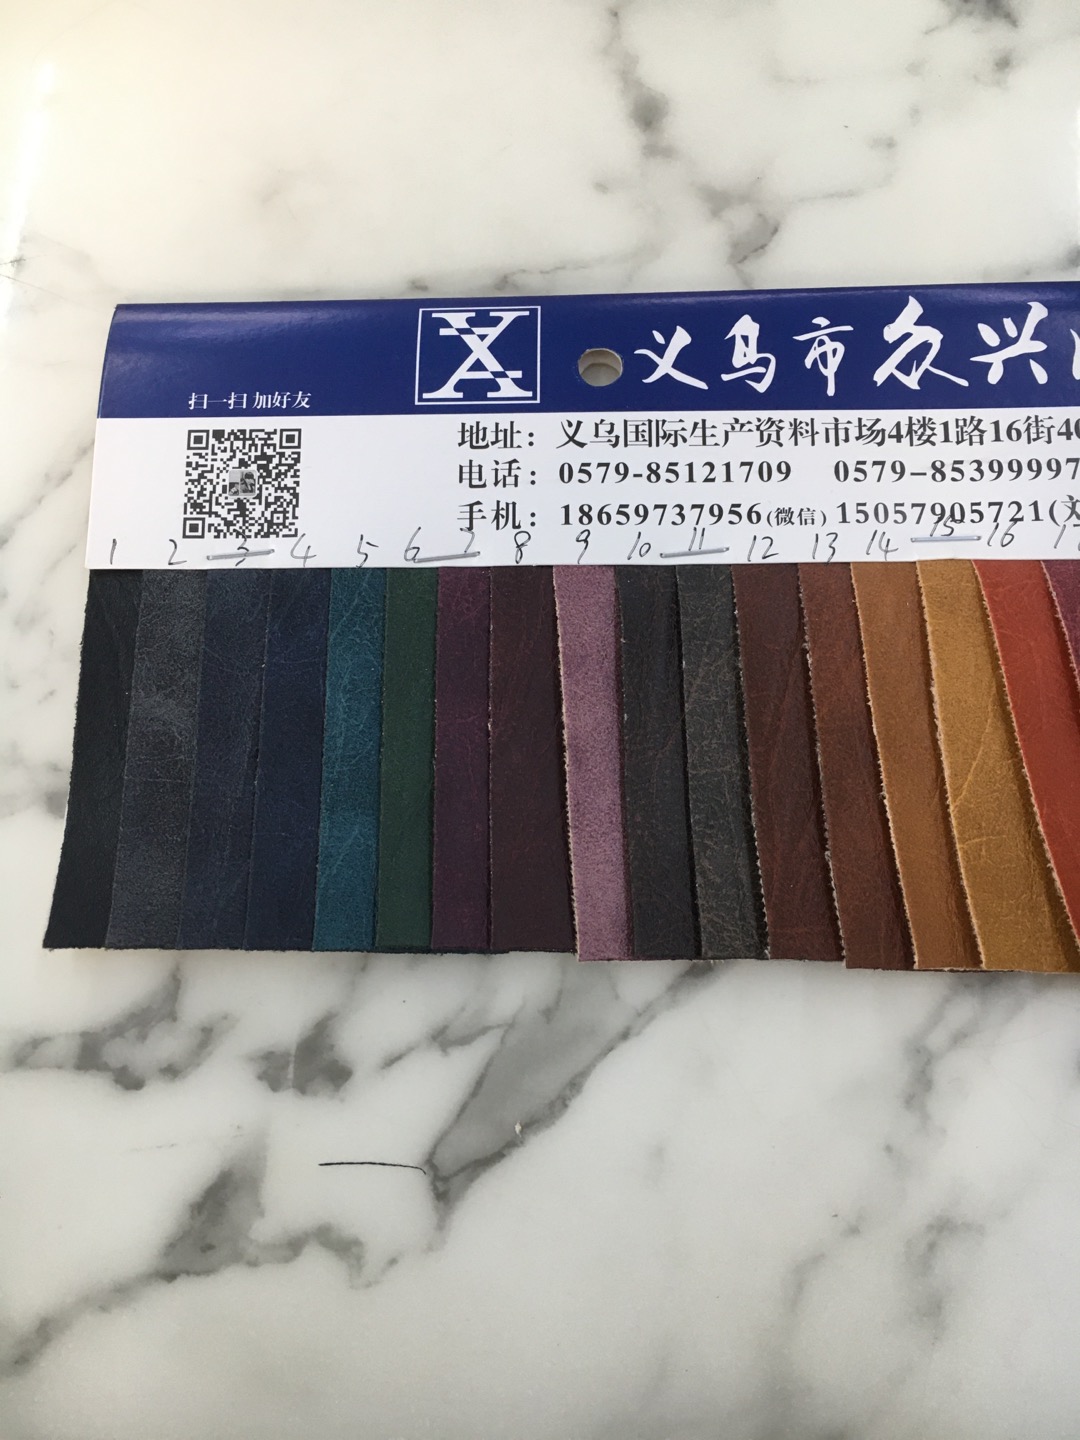 义乌市众兴
扫一扫 加好友
地址：义乌国际生产资料市场4楼1路16街40
电话：0579-85121709 0579-85399997
手机：18659737956(微信) 15057905721(
1 2 3 4 5 6 7 8 9 10 11 12 13 14 15 16